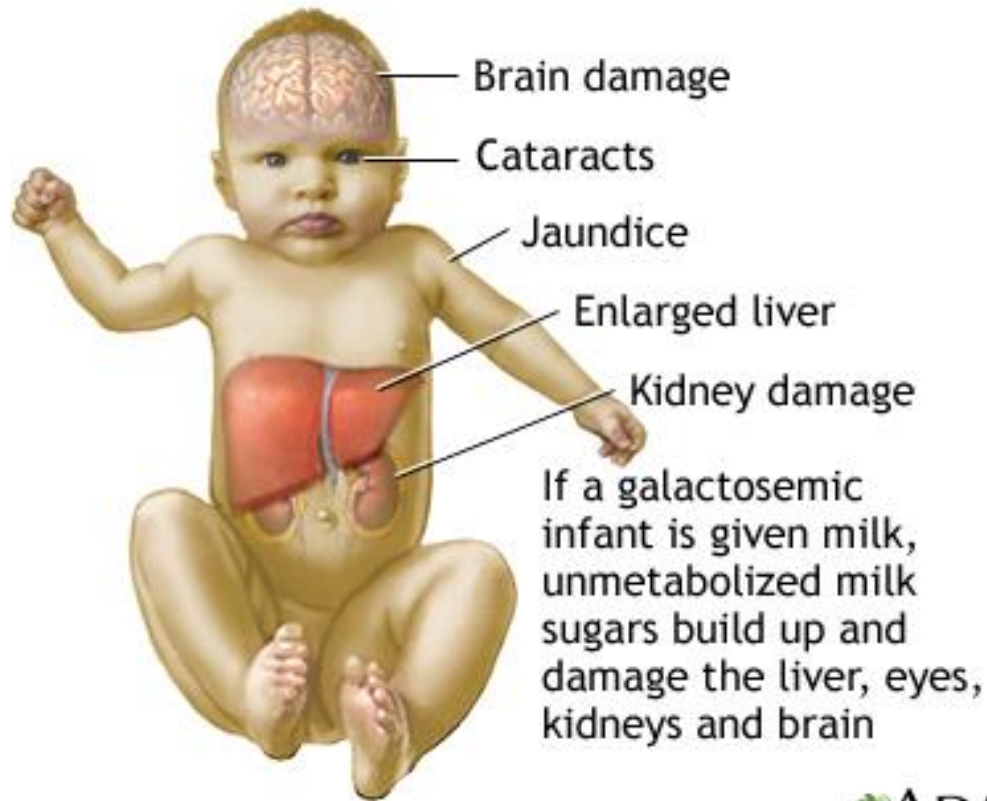 Brain damage
Cataracts
Jaundice
Enlarged liver
Kidney damage
If a galactosemic
infant is given milk,
unmetabolized milk
sugars build up and
damage the liver, eyes,
kidneys and brain